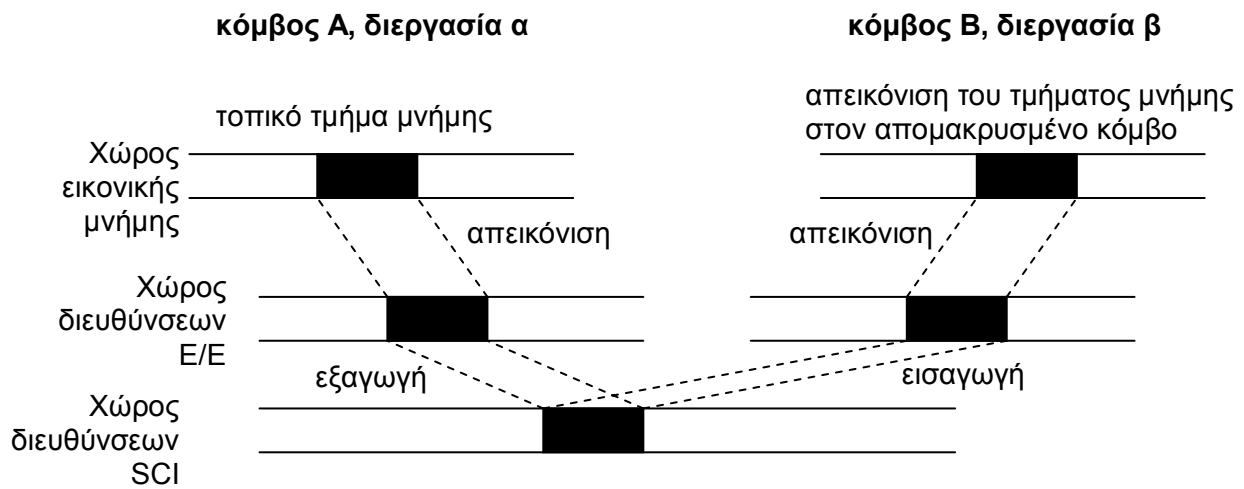 κόμβος Α, διεργασία α
κόμβος Β, διεργασία β
τοπικό τμήμα μνήμης
απεικόνιση του τμήματος μνήμης
στον απομακρυσμένο κόμβο
Χώρος
εικονικής
μνήμης
απεικόνιση
απεικόνιση
Χώρος
διευθύνσεων
Ε/Ε
εξαγωγή
εισαγωγή
Χώρος
διευθύνσεων
SCI